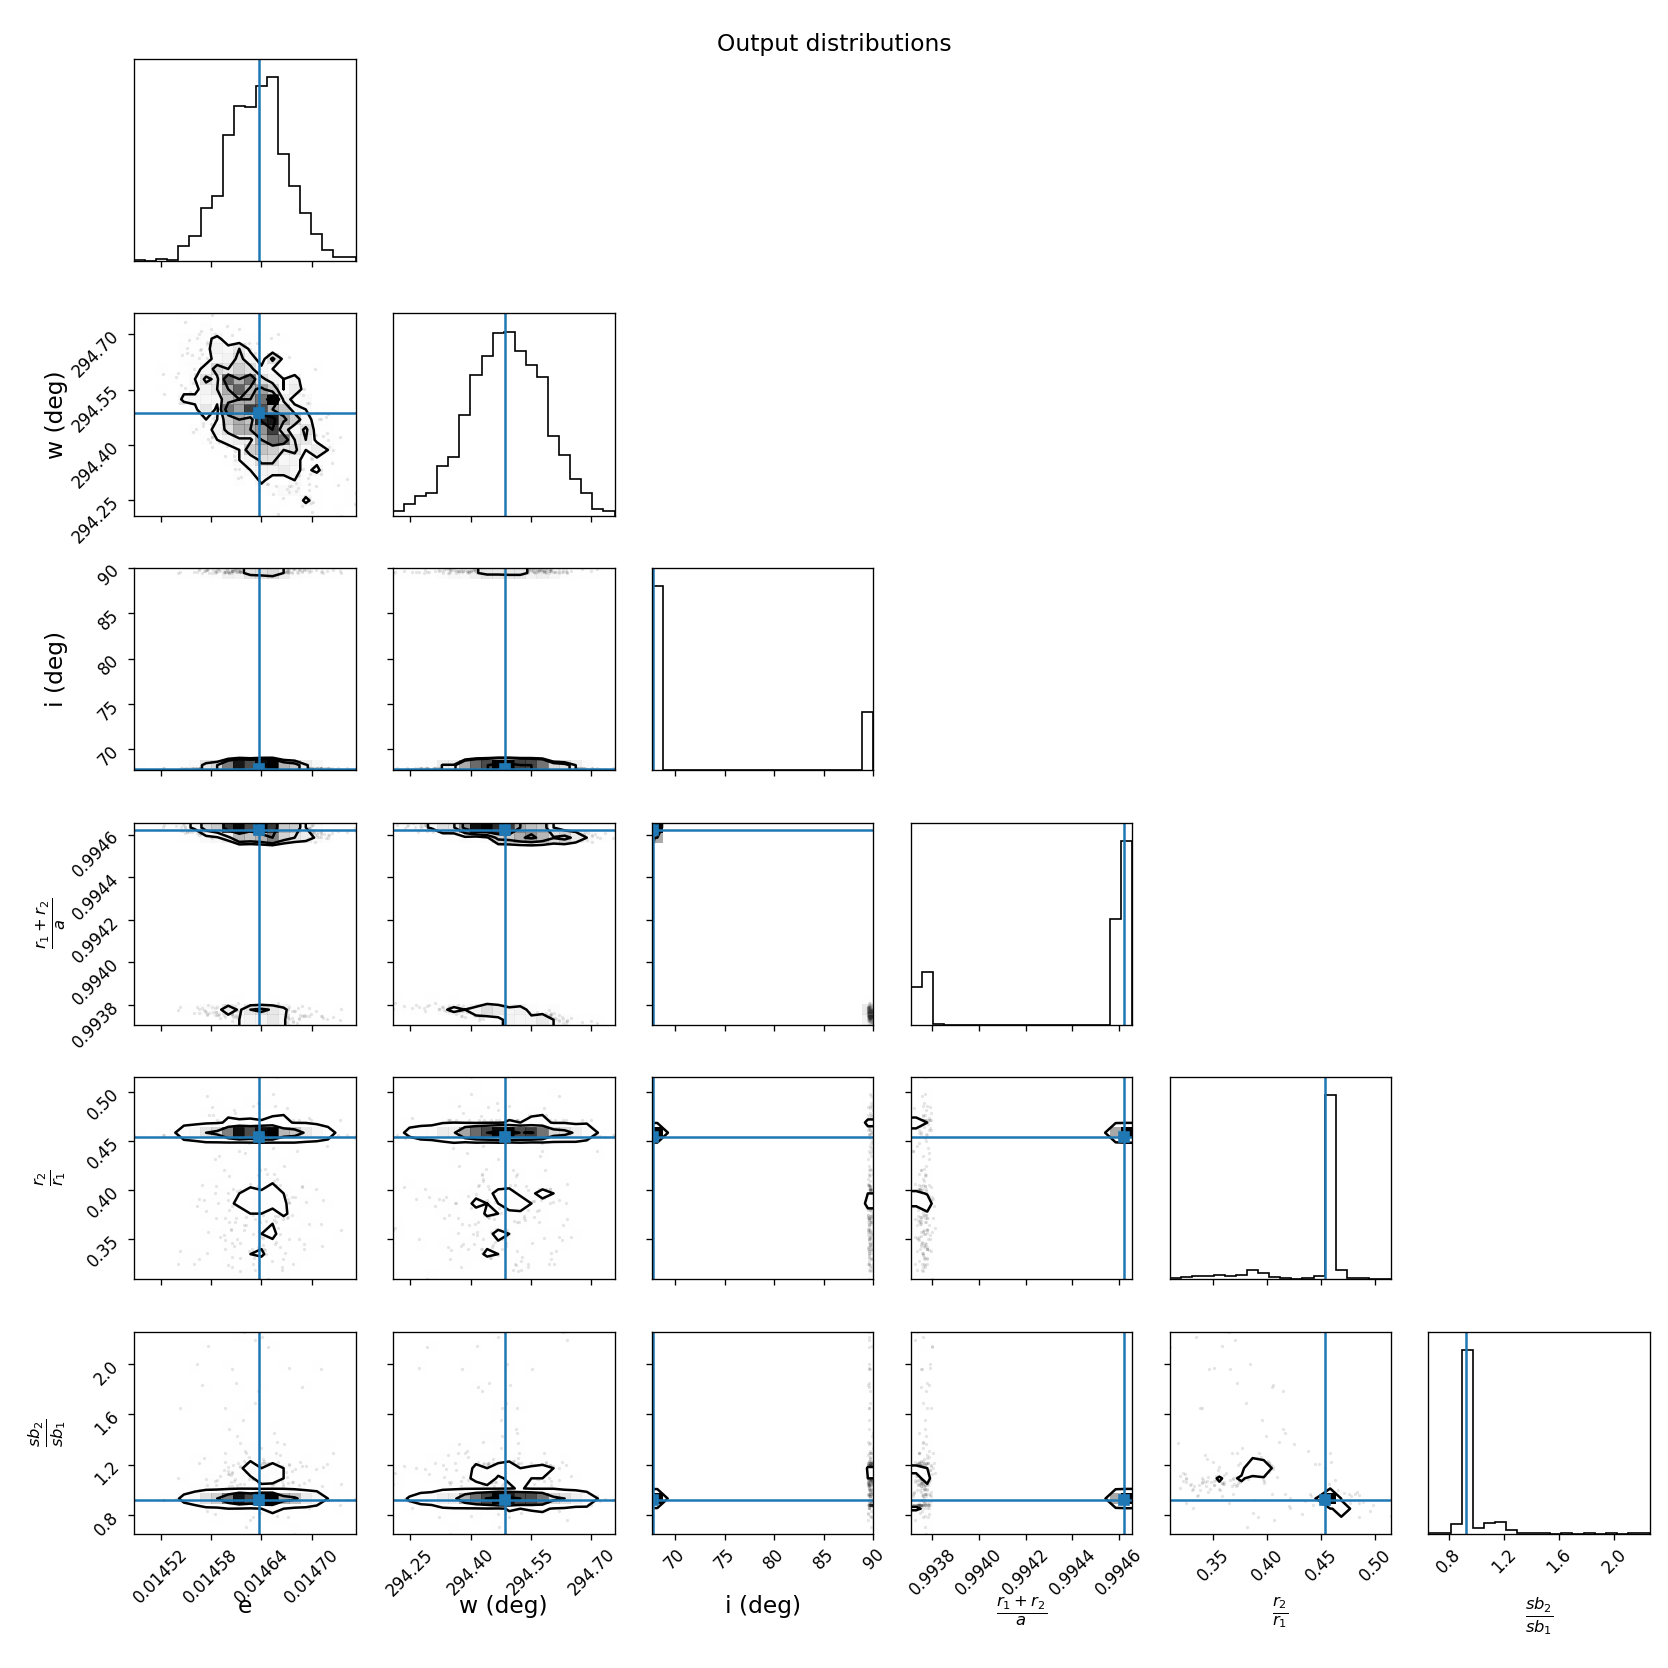 Output distributions
w (deg)
294.70
294.55
294.40
294.25
i (deg)
90
85
80
75
70
r₁ + r₂
a
0.9946
0.9944
0.9942
0.9940
0.9938
r₂
r₁
0.50
0.45
0.40
0.35
sb₂
sb₁
2.0
1.6
1.2
0.8
0.01452 0.01458 0.01464 0.01470 294.25 294.40 294.55 294.70 70 75 80 85 90 0.9938 0.9940 0.9942 0.9944 0.9946 0.35 0.40 0.45 0.50 0.8 1.2 1.6 2.0
e w (deg) i (deg) r₁ + r₂ r₂ sb₂
a r₁ sb₁